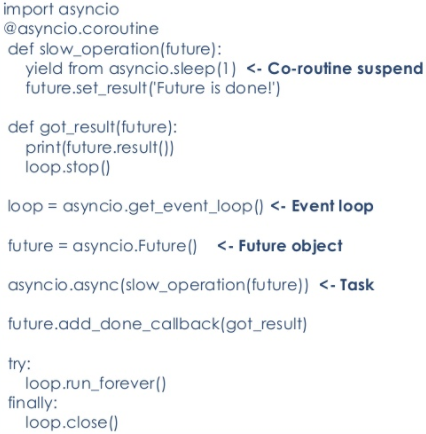 import asyncio
@asyncio.coroutine
def slow_operation(future):
yield from asyncio.sleep(1) <- Co-routine suspend
future.set_result('Future is done!')
def got_result(future):
print(future.result())
loop.stop()
loop = asyncio.get_event_loop() <- Event loop
future = asyncio.Future() <- Future object
asyncio.async(slow_operation(future)) <- Task
future.add_done_callback(got_result)
try:
loop.run_forever()
finally:
loop.close()